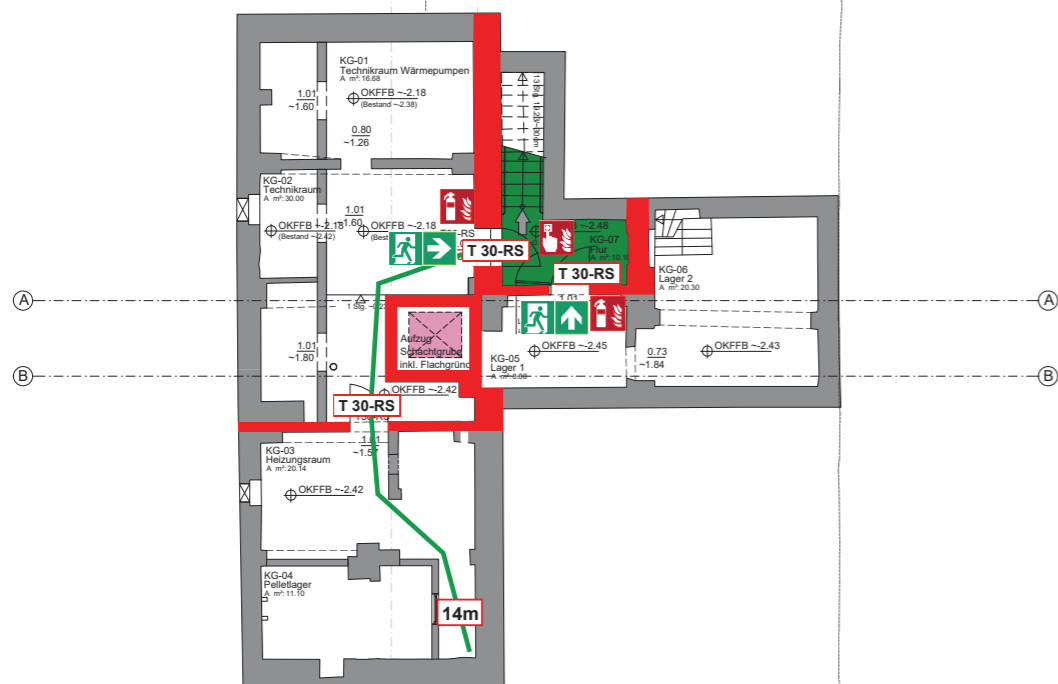 KG-01
Technikraum Wärmepumpen
A m²: 16.68
OKFFB ~-2.18
(Bestand ~-2.38)
1.01
~1.60
0.80
~1.26
13 Stg.
KG-02
Technikraum
A m²: 30.00
OKFFB ~-2.18
(Bestand ~-2.42)
1.01
~1.60
OKFFB ~-2.18
T 30-RS
-2.48
KG-07
Flur
T 30-RS
KG-06
Lager 2
A m²: 20.30
A
A
1 Stg.
1.01
~1.80
Aufzug
Schachtgrube
inkl. Flachgründ
OKFFB ~-2.45
KG-05
Lager 1
0.73
~1.84
OKFFB ~-2.43
B
B
OKFFB ~-2.42
T 30-RS
KG-03
Heizungsraum
A m²: 20.14
OKFFB ~-2.42
KG-04
Pelletlager
A m²: 11.10
14m